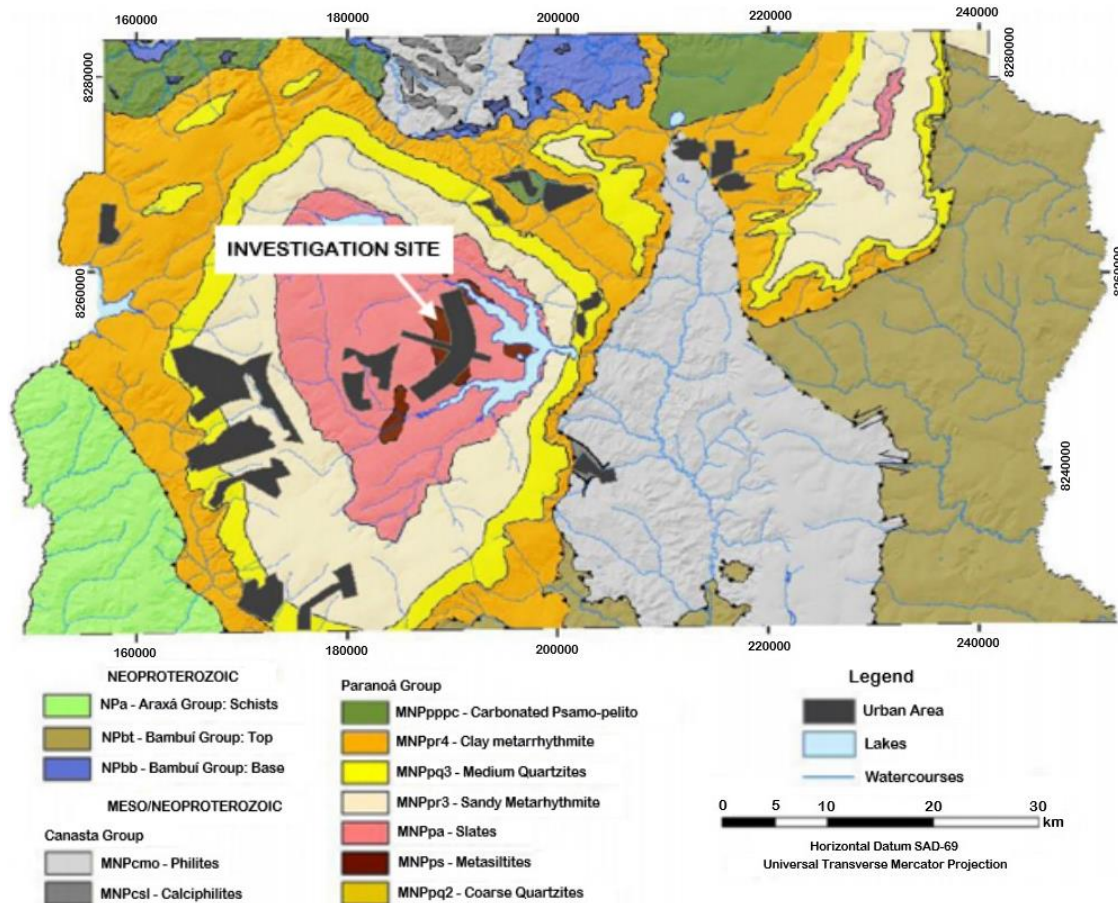 160000 180000 200000 220000 240000
8280000 8280000
INVESTIGATION SITE
8260000 8260000
8240000
160000 180000 200000 220000 240000
NEOPROTEROZOIC
NPa - Araxá Group: Schists
NPbt - Bambuí Group: Top
NPbb - Bambuí Group: Base
MESO/NEOPROTEROZOIC
Canasta Group
MNPcmo - Philites
MNPcsl - Calciphilites
Paranoá Group
MNPpppc - Carbonated Psamo-pelito
MNPpr4 - Clay metarrhythmite
MNPpq3 - Medium Quartzites
MNPpr3 - Sandy Metarhythmite
MNPpa - Slates
MNPps - Metasiltites
MNPpq2 - Coarse Quartzites
Legend
Urban Area
Lakes
Watercourses
0 5 10 20 30
km
Horizontal Datum SAD-69
Universal Transverse Mercator Projection